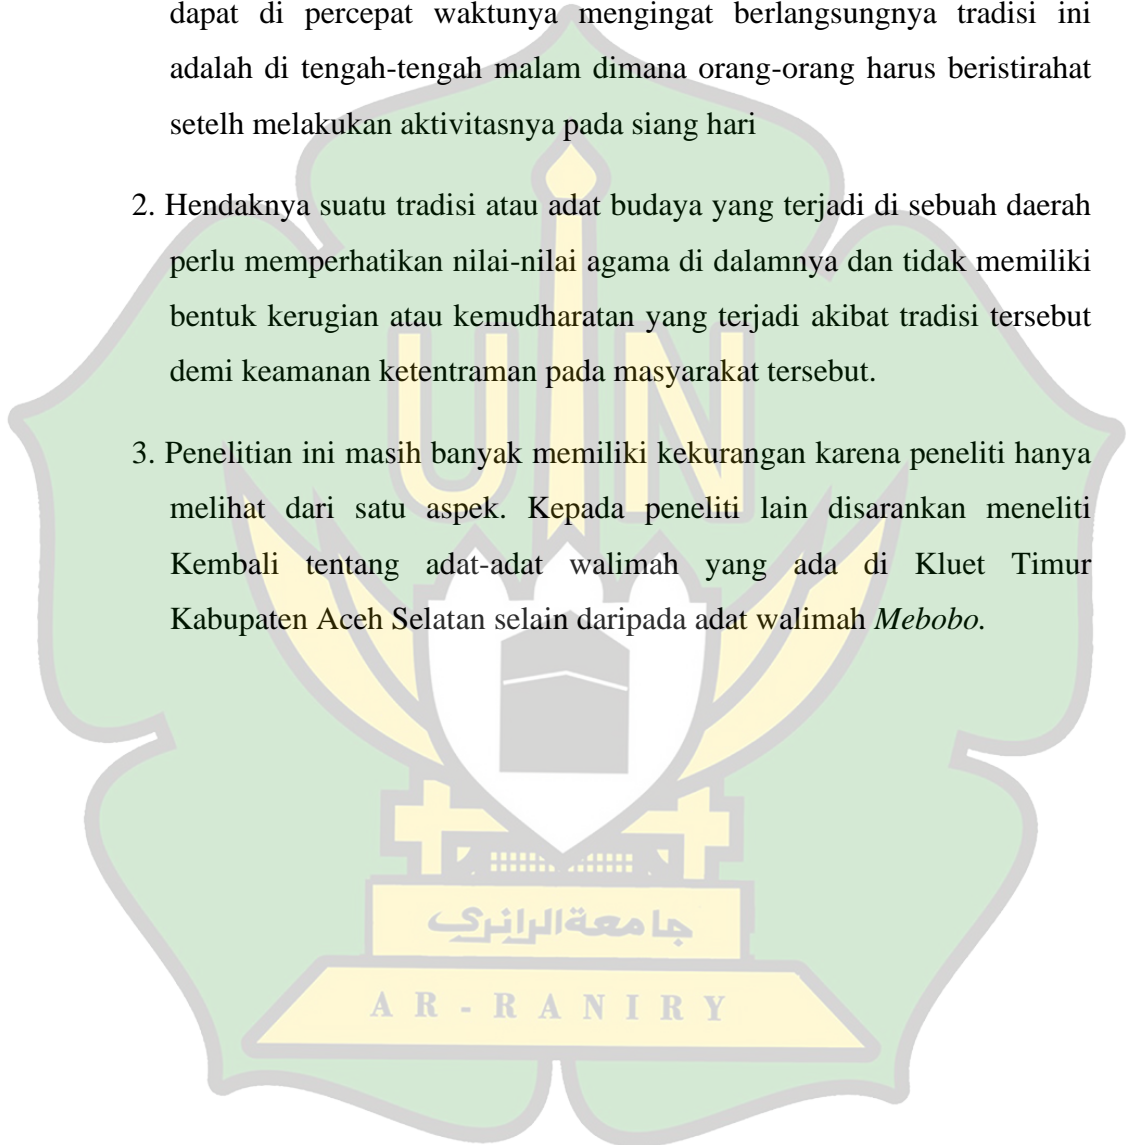 dapat di percepat waktunya mengingat berlangsungnya tradisi ini
adalah di tengah-tengah malam dimana orang-orang harus beristirahat
setelh melakukan aktivitasnya pada siang hari
2. Hendaknya suatu tradisi atau adat budaya yang terjadi di sebuah daerah
perlu memperhatikan nilai-nilai agama di dalamnya dan tidak memiliki
bentuk kerugian atau kemudharatan yang terjadi akibat tradisi tersebut
demi keamanan ketentraman pada masyarakat tersebut.
3. Penelitian ini masih banyak memiliki kekurangan karena peneliti hanya
melihat dari satu aspek. Kepada peneliti lain disarankan meneliti
Kembali tentang adat-adat walimah yang ada di Kluet Timur
Kabupaten Aceh Selatan selain daripada adat walimah Mebobo.
UIN
جامعة الرانري
AR-RANIRY